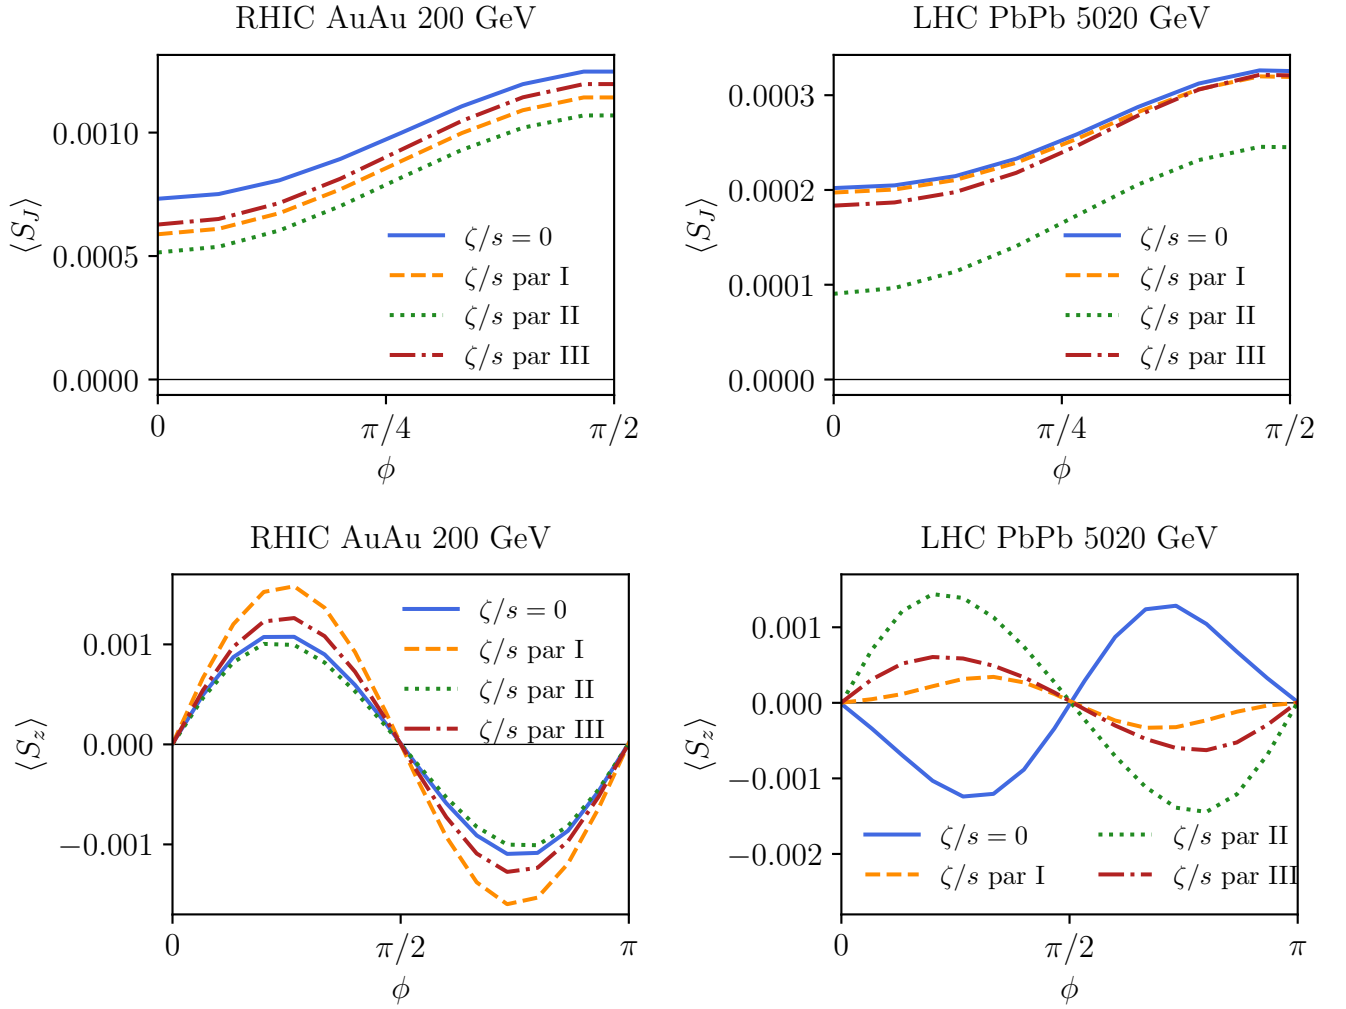 RHIC AuAu 200 GeV
⟨S_J⟩
0.0010
0.0005
0.0000
ζ/s = 0
ζ/s par I
ζ/s par II
ζ/s par III
0
π/4
π/2
ϕ
LHC PbPb 5020 GeV
⟨S_J⟩
0.0003
0.0002
0.0001
0.0000
ζ/s = 0
ζ/s par I
ζ/s par II
ζ/s par III
0
π/4
π/2
ϕ
RHIC AuAu 200 GeV
⟨S_z⟩
0.001
0.000
−0.001
ζ/s = 0
ζ/s par I
ζ/s par II
ζ/s par III
0
π/2
π
ϕ
LHC PbPb 5020 GeV
⟨S_z⟩
0.001
0.000
−0.001
−0.002
ζ/s = 0
ζ/s par I
ζ/s par II
ζ/s par III
0
π/2
π
ϕ